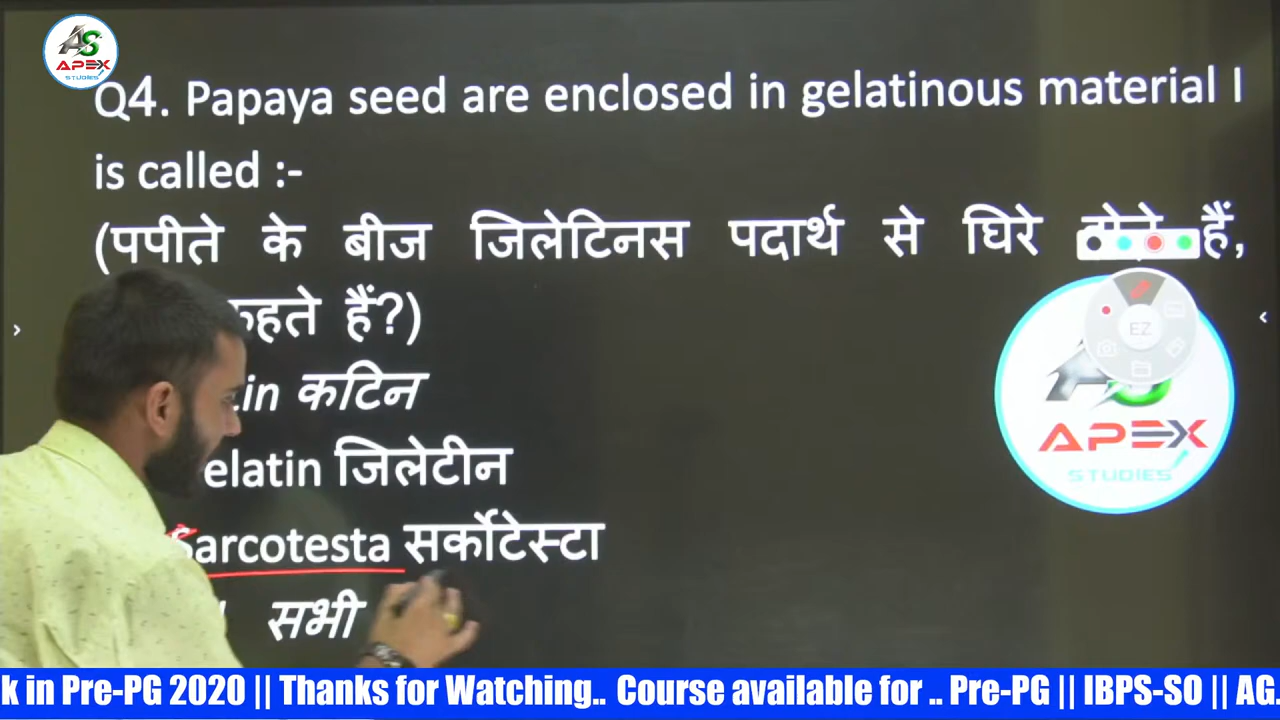 AS
APEX
STUDIES
Q4. Papaya seed are enclosed in gelatinous material I
is called :-
(पपीते के बीज जिलेटिनस पदार्थ से घिरे होते हैं,
कहते हैं?)
कटिन
elatin जिलेटीन
Sarcotesta सर्कोटेस्टा
सभी
EZ
APEX
STUDIES
k in Pre-PG 2020 || Thanks for Watching.. Course available for .. Pre-PG || IBPS-SO || AG.